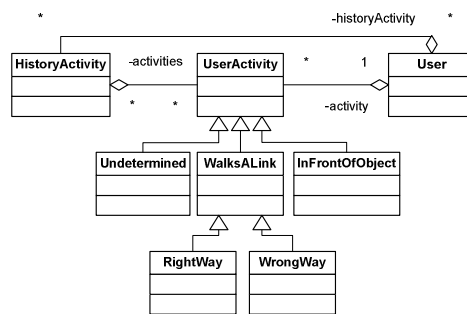 * -historyActivity *
HistoryActivity -activities UserActivity * 1 User
* * -activity
Undetermined WalksALink InFrontOfObject
RightWay WrongWay